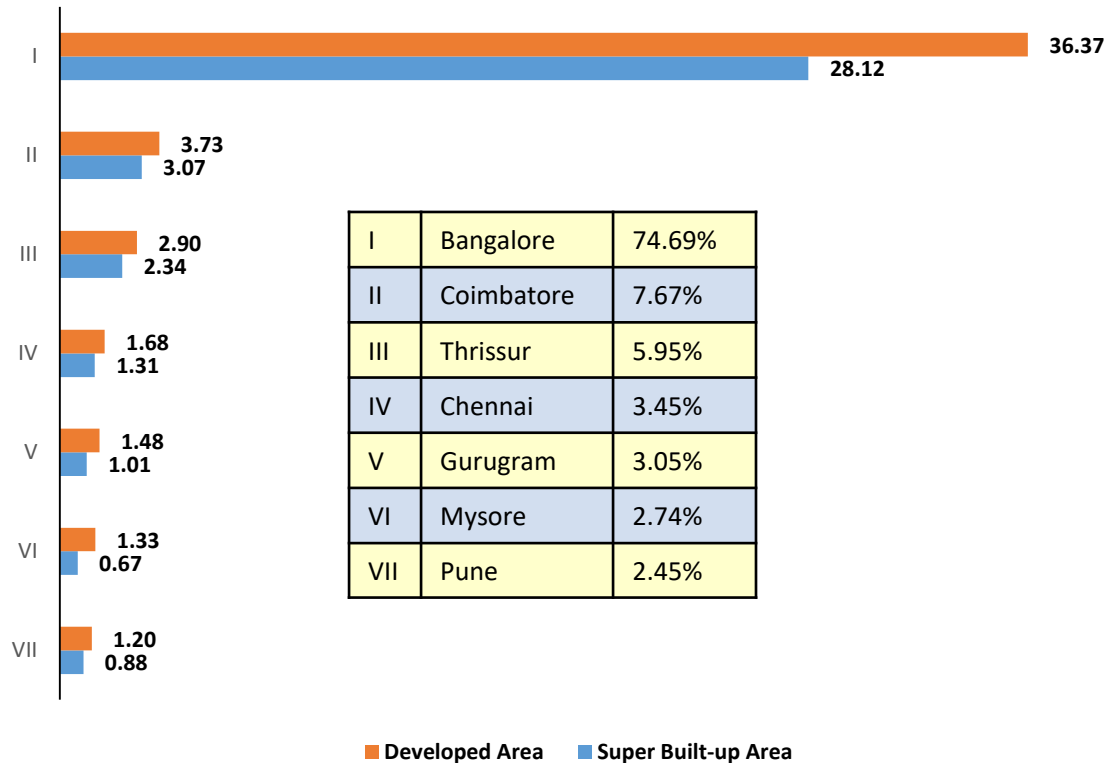 I
36.37
28.12
II
3.73
3.07
III
2.90
2.34
IV
1.68
1.31
V
1.48
1.01
VI
1.33
0.67
VII
1.20
0.88
I Bangalore 74.69%
II Coimbatore 7.67%
III Thrissur 5.95%
IV Chennai 3.45%
V Gurugram 3.05%
VI Mysore 2.74%
VII Pune 2.45%
Developed Area Super Built-up Area